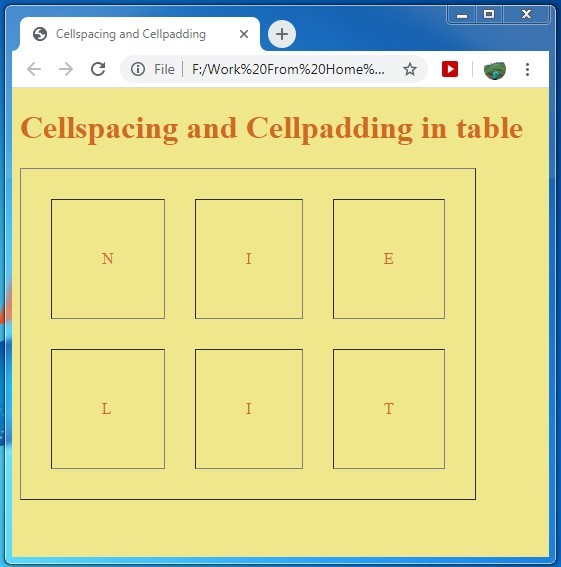 Cellspacing and Cellpadding
File F:/Work%20From%20Home%...
Cellspacing and Cellpadding in table
N I E
L I T